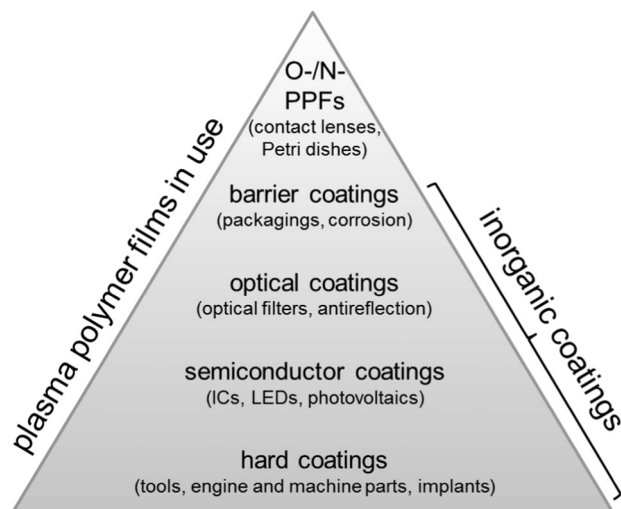 O-/N-
PPFs
(contact lenses,
Petri dishes)
barrier coatings
(packagings, corrosion)
optical coatings
(optical filters, antireflection)
semiconductor coatings
(ICs, LEDs, photovoltaics)
hard coatings
(tools, engine and machine parts, implants)
plasma polymer films in use
inorganic coatings